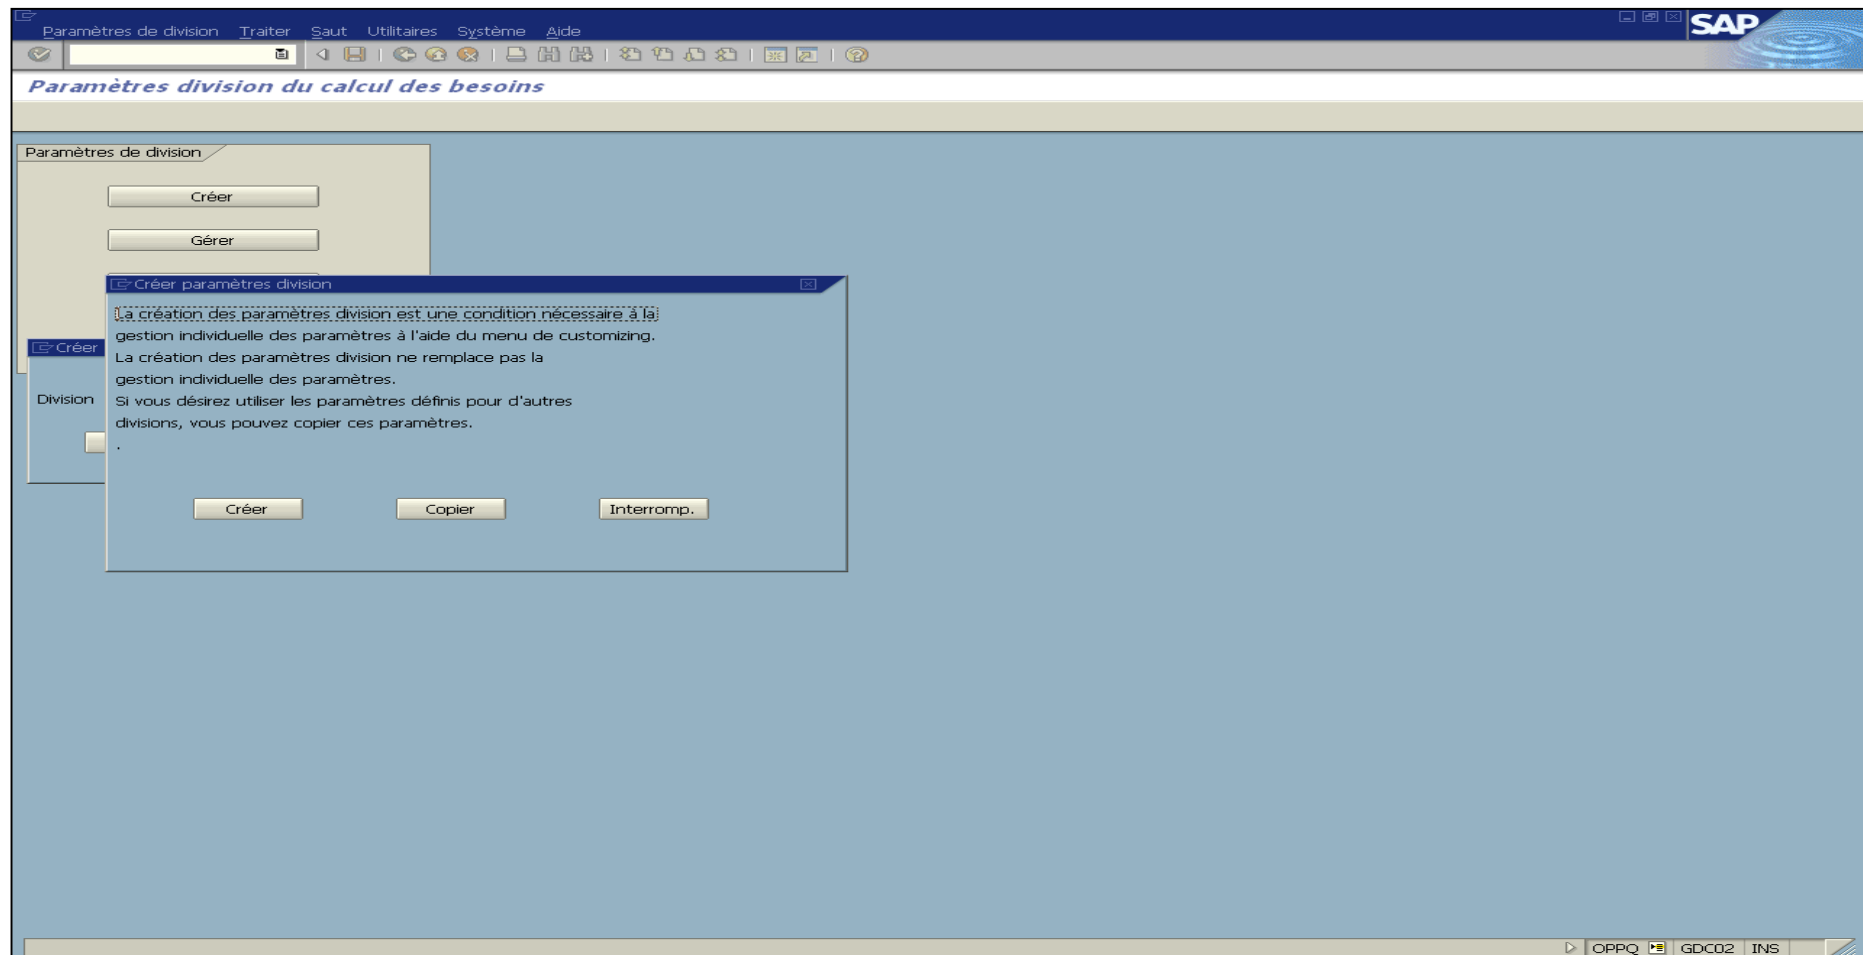 Paramètres de division Traiter Saut Utilitaires Système Aide
SAP
Paramètres division du calcul des besoins
Paramètres de division
Créer
Gérer
Créer paramètres division
La création des paramètres division est une condition nécessaire à la
gestion individuelle des paramètres à l'aide du menu de customizing.
La création des paramètres division ne remplace pas la
gestion individuelle des paramètres.
Si vous désirez utiliser les paramètres définis pour d'autres
divisions, vous pouvez copier ces paramètres.
.
Créer Copier Interromp.
Créer
Division
OPPQ GDC02 INS